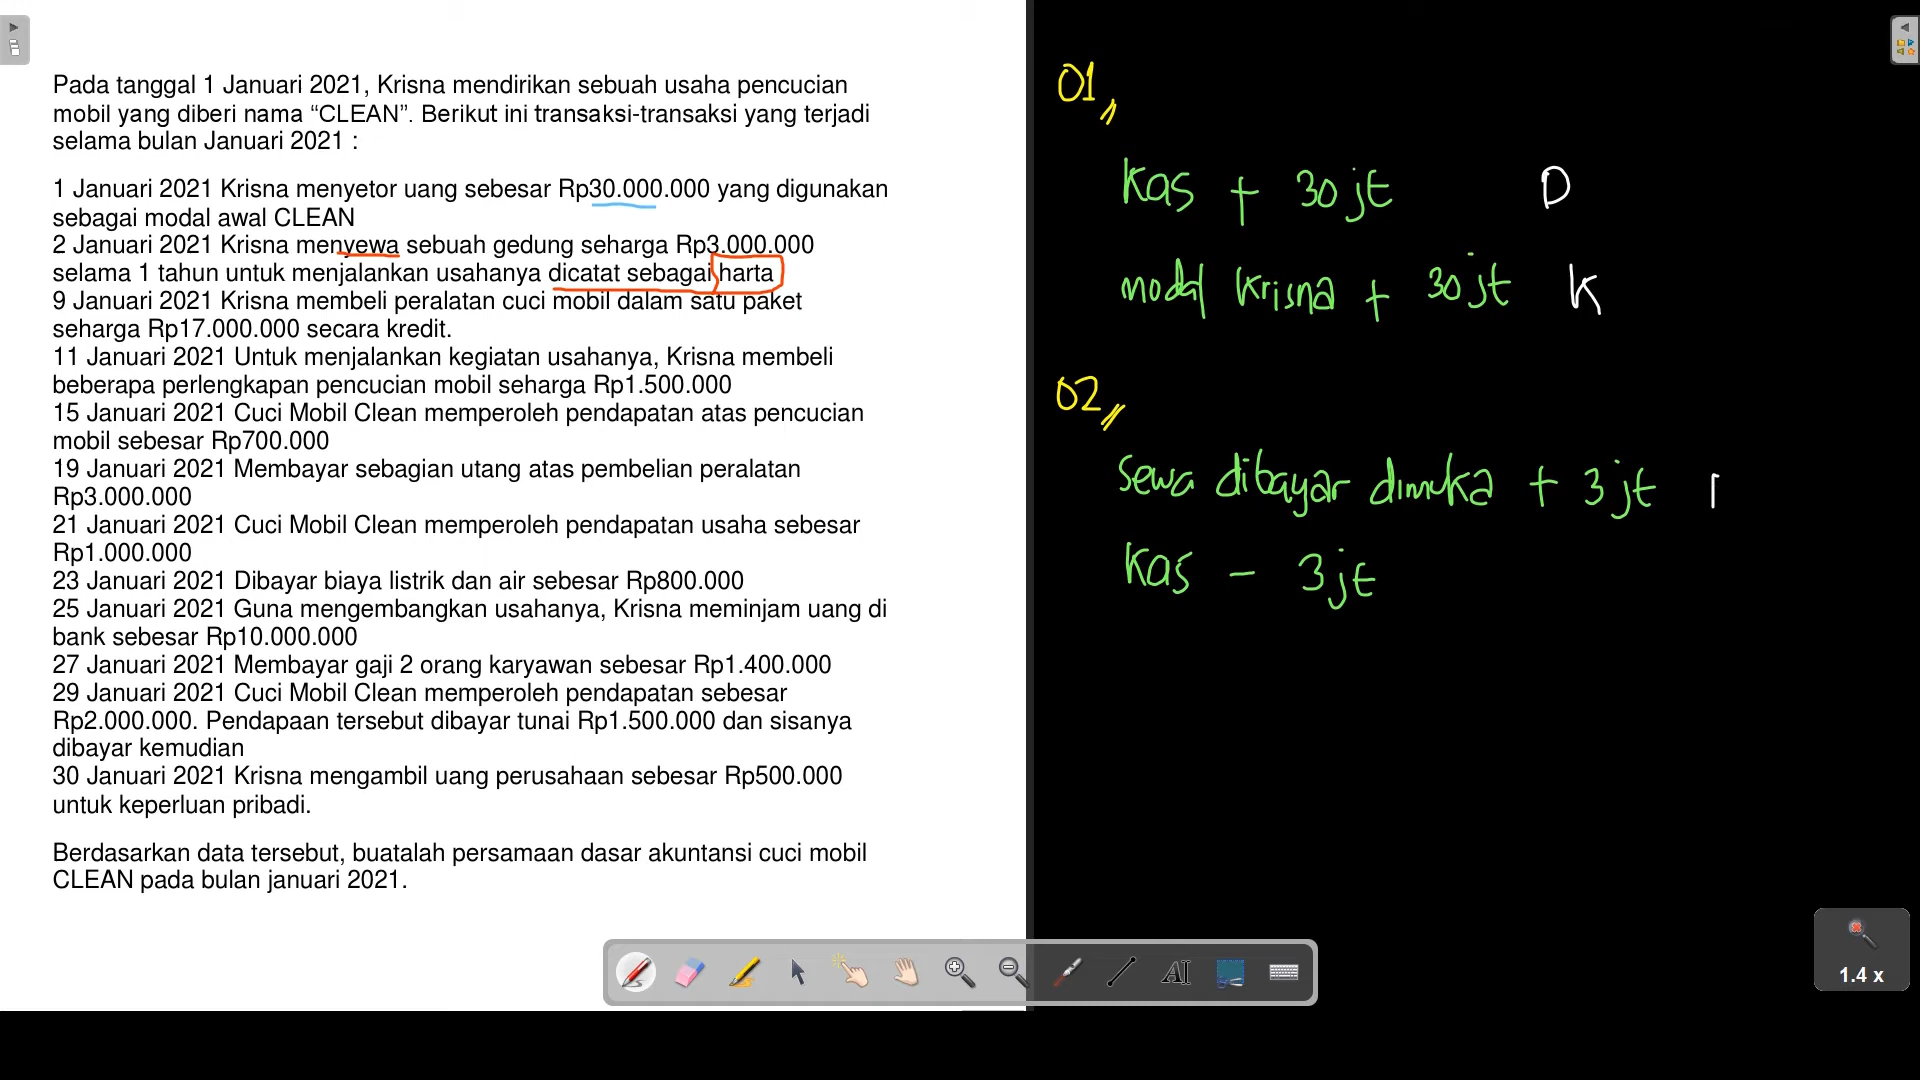 Pada tanggal 1 Januari 2021, Krisna mendirikan sebuah usaha pencucian
mobil yang diberi nama “CLEAN”. Berikut ini transaksi-transaksi yang terjadi
selama bulan Januari 2021 :
1 Januari 2021 Krisna menyetor uang sebesar Rp30.000.000 yang digunakan
sebagai modal awal CLEAN
2 Januari 2021 Krisna menyewa sebuah gedung seharga Rp3.000.000
selama 1 tahun untuk menjalankan usahanya dicatat sebagai harta
9 Januari 2021 Krisna membeli peralatan cuci mobil dalam satu paket
seharga Rp17.000.000 secara kredit.
11 Januari 2021 Untuk menjalankan kegiatan usahanya, Krisna membeli
beberapa perlengkapan pencucian mobil seharga Rp1.500.000
15 Januari 2021 Cuci Mobil Clean memperoleh pendapatan atas pencucian
mobil sebesar Rp700.000
19 Januari 2021 Membayar sebagian utang atas pembelian peralatan
Rp3.000.000
21 Januari 2021 Cuci Mobil Clean memperoleh pendapatan usaha sebesar
Rp1.000.000
23 Januari 2021 Dibayar biaya listrik dan air sebesar Rp800.000
25 Januari 2021 Guna mengembangkan usahanya, Krisna meminjam uang di
bank sebesar Rp10.000.000
27 Januari 2021 Membayar gaji 2 orang karyawan sebesar Rp1.400.000
29 Januari 2021 Cuci Mobil Clean memperoleh pendapatan sebesar
Rp2.000.000. Pendapaan tersebut dibayar tunai Rp1.500.000 dan sisanya
dibayar kemudian
30 Januari 2021 Krisna mengambil uang perusahaan sebesar Rp500.000
untuk keperluan pribadi.
Berdasarkan data tersebut, buatalah persamaan dasar akuntansi cuci mobil
CLEAN pada bulan januari 2021.
01,,
Kas + 30 jt D
modal Krisna + 30 jt K
02,,
Sewa dibayar dimuka + 3 jt
Kas - 3 jt
AI
1.4 x